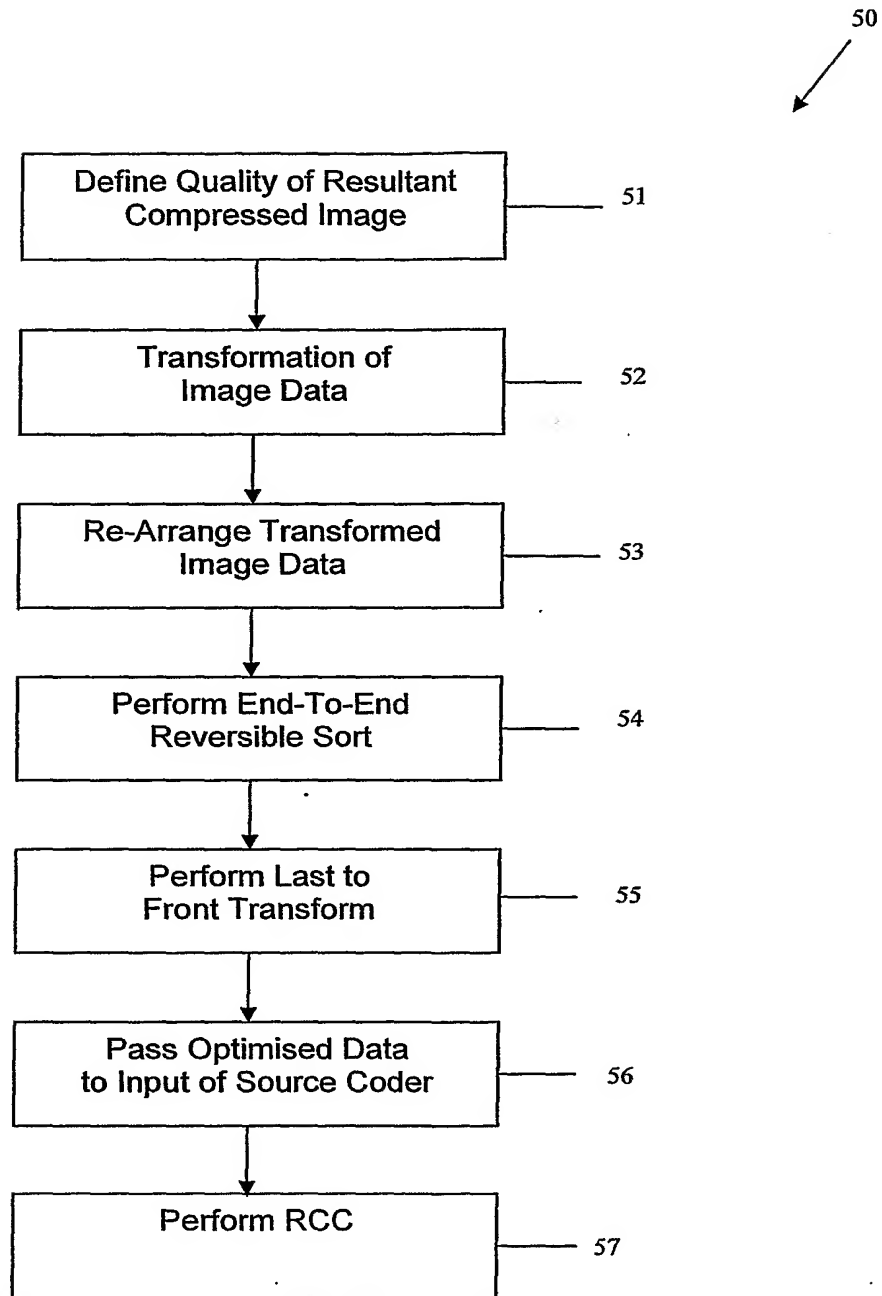 50
Define Quality of Resultant
Compressed Image
51
Transformation of
Image Data
52
Re-Arrange Transformed
Image Data
53
Perform End-To-End
Reversible Sort
54
Perform Last to
Front Transform
55
Pass Optimised Data
to Input of Source Coder
56
Perform RCC
57